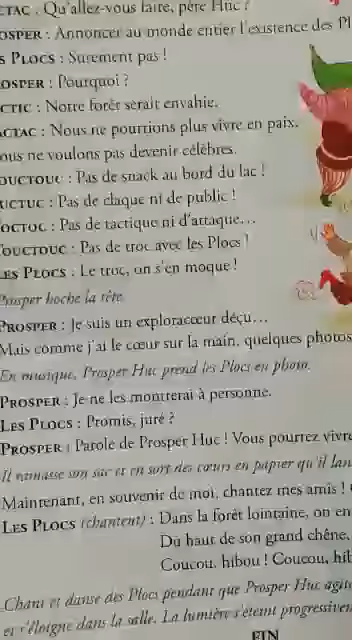 CTAC : Qu'allez-vous faire, père Huc ?
OSPER : Annoncer au monde entier l'existence des Pl
S PLOCS : Sûrement pas !
OSPER : Pourquoi ?
CTIC : Notre forêt serait envahie.
ACTAC : Nous ne pourrions plus vivre en paix.
ous ne voulons pas devenir célèbres.
OUCTOUC : Pas de snack au bord du lac !
UCTUC : Pas de claque ni de public !
OCTOC : Pas de tactique ni d'attaque…
OUCTOUC : Pas de troc avec les Plocs !
LES PLOCS : Le troc, on s'en moque !
Prosper hoche la tête.
PROSPER : Je suis un exploracœur déçu…
Mais comme j'ai le cœur sur la main, quelques photos
En musique, Prosper Huc prend les Plocs en photo.
PROSPER : Je ne les montrerai à personne.
LES PLOCS : Promis, juré ?
PROSPER : Parole de Prosper Huc ! Vous pourrez vivre
Il ramasse son sac et en sort des cœurs en papier qu'il lan
Maintenant, en souvenir de moi, chantez mes amis !
LES PLOCS (chantent) : Dans la forêt lointaine, on en
Du haut de son grand chêne,
Coucou, hibou ! Coucou, hib
Chant et danse des Plocs pendant que Prosper Huc agite
et s'éloigne dans la salle. La lumière s'éteint progressivem
FIN